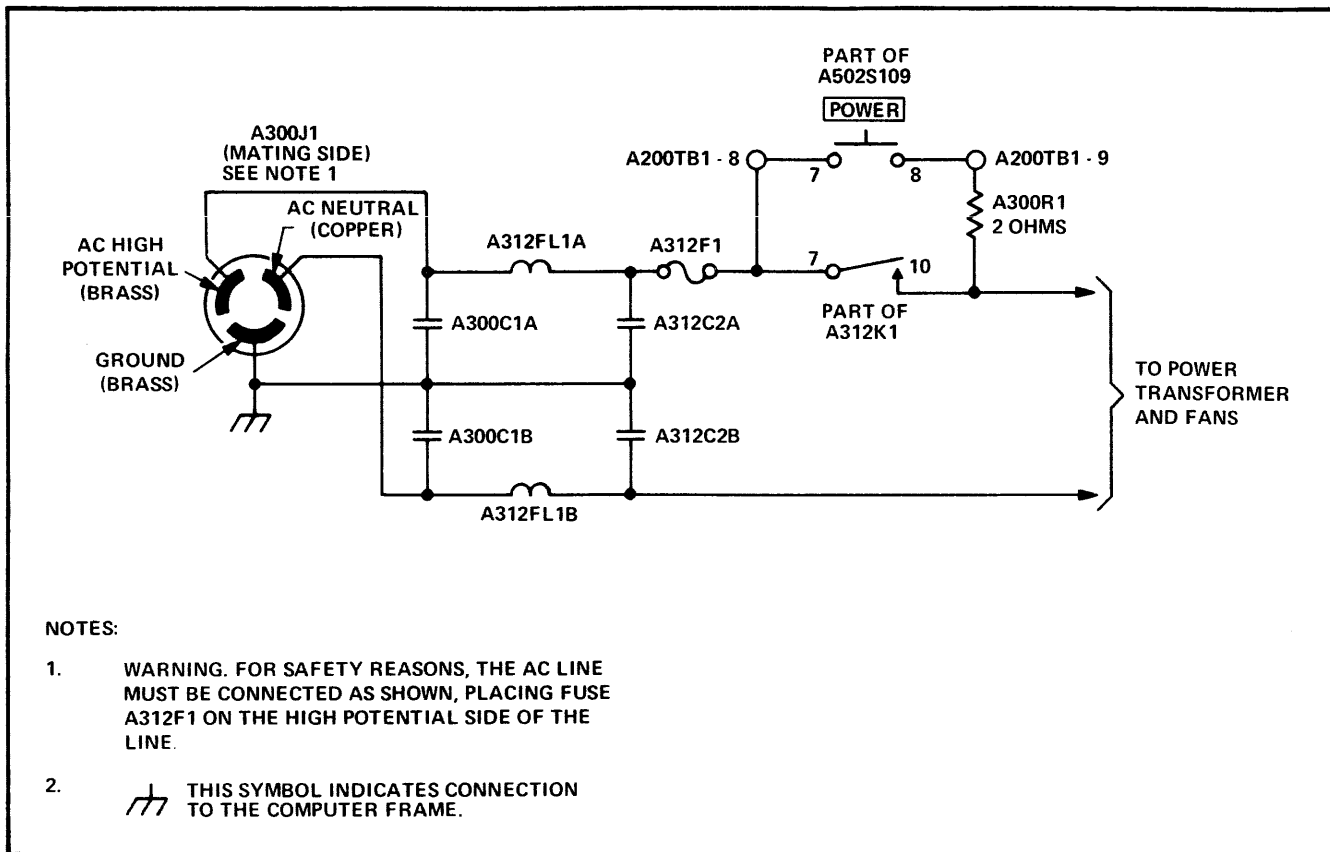 PART OF
A502S109
POWER
A300J1
(MATING SIDE)
SEE NOTE 1
A200TB1 - 8
7
8
A200TB1 - 9
AC NEUTRAL
(COPPER)
A300R1
2 OHMS
AC HIGH
POTENTIAL
(BRASS)
A312FL1A
A312F1
7
10
PART OF
A312K1
A300C1A
A312C2A
GROUND
(BRASS)
TO POWER
TRANSFORMER
AND FANS
A300C1B
A312C2B
A312FL1B
NOTES:
1. WARNING. FOR SAFETY REASONS, THE AC LINE
MUST BE CONNECTED AS SHOWN, PLACING FUSE
A312F1 ON THE HIGH POTENTIAL SIDE OF THE
LINE.
2. THIS SYMBOL INDICATES CONNECTION
TO THE COMPUTER FRAME.